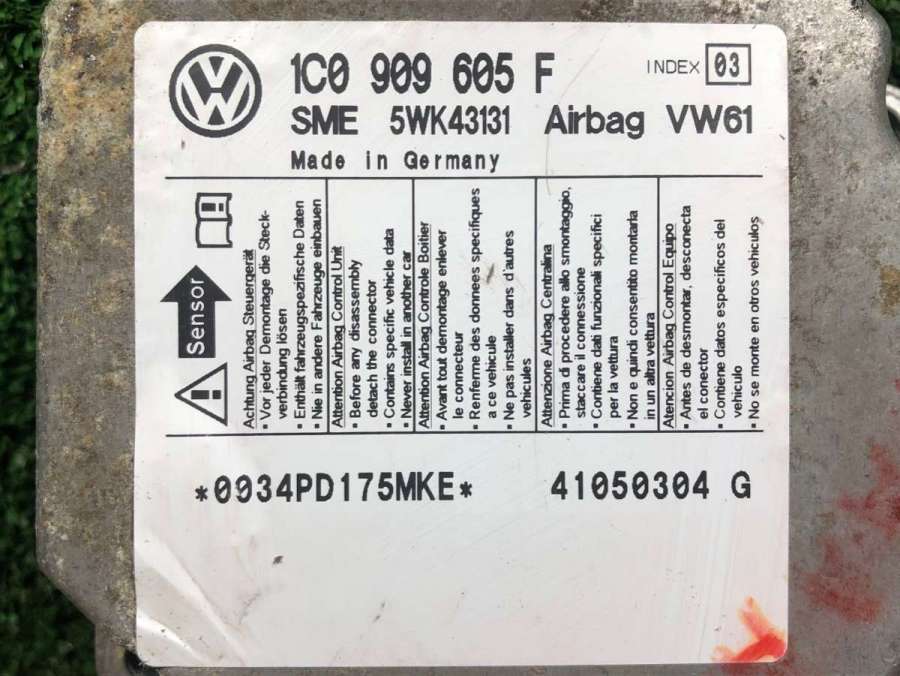 1C0 909 605 F INDEX 03
SME 5WK43131 Airbag VW61
Made in Germany
Sensor
Achtung Airbag Steuergerät
• Vor jeder Demontage die Steck-
verbindung lösen
• Enthält fahrzeugspezifische Daten
• Nie in andere Fahrzeuge einbauen
Attention Airbag Control Unit
• Before any disassembly
detach the connector
• Contains specific vehicle data
• Never install in another car
Attention Airbag Controle Boitier
• Avant tout demontage enlever
le connecteur
• Renferme des donnees specifiques
a ce vehicule
• Ne pas installer dans d'autres
vehicules
Attenzione Airbag Centralina
• Prima di procedere allo smontaggio,
staccare il connessione
• Contiene dati funzionali specifici
per la vettura
• Non e quindi consentito montaria
in un altra vettura
Atención Airbag Control Equipo
• Antes de desmontar, desconecta
el conector
• Contiene datos especificos del
vehiculo
• No se monte en otros vehiculos
*0034PD175MKE* 41050304 G